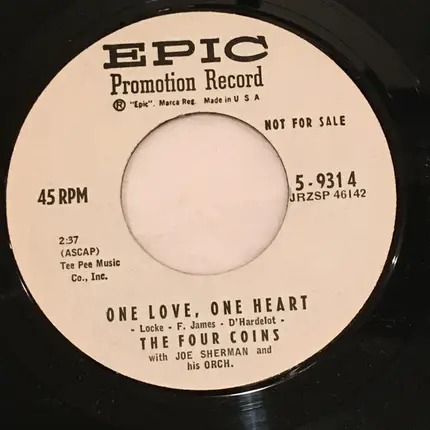 EPIC
Promotion Record
® "Epic". Marca Reg. Made in U S A
NOT FOR SALE
45 RPM
5-9314
JRZSP 46142
2:37
(ASCAP)
Tee Pee Music
Co., Inc.
ONE LOVE, ONE HEART
- Locke - F. James - D'Hardelot -
THE FOUR COINS
with JOE SHERMAN and
his ORCH.